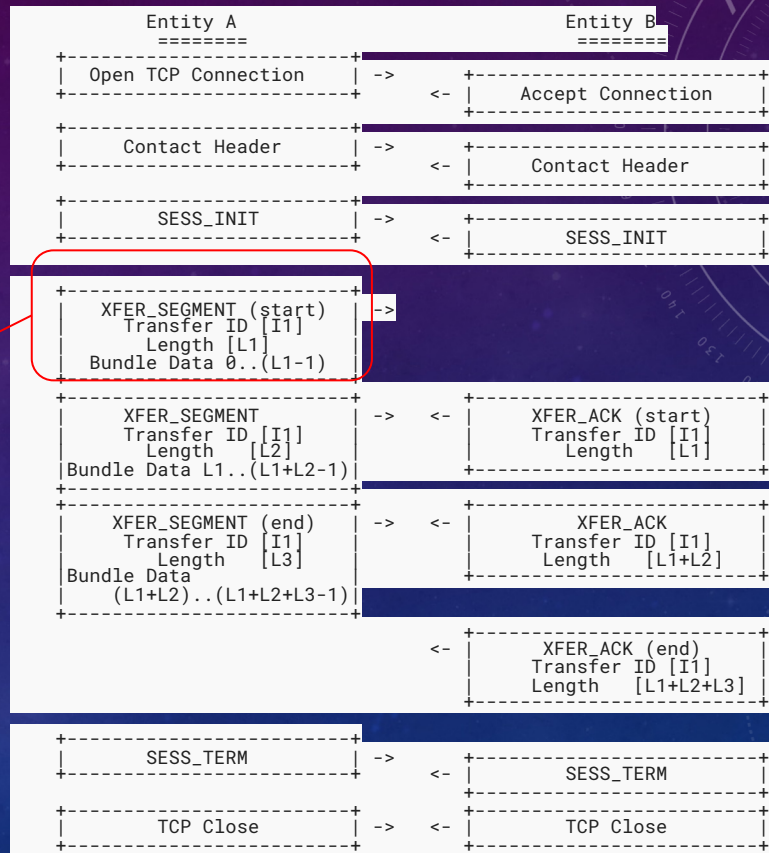 Entity A                              Entity B
========                              ========
+-------------------------+
|  Open TCP Connection    | ->      +-------------------------+
+-------------------------+      <- |    Accept Connection    |
                                    +-------------------------+
+-------------------------+
|     Contact Header      | ->      +-------------------------+
+-------------------------+      <- |     Contact Header      |
                                    +-------------------------+
+-------------------------+
|        SESS_INIT        | ->      +-------------------------+
+-------------------------+      <- |        SESS_INIT        |
                                    +-------------------------+
+-------------------------+
|   XFER_SEGMENT (start)  | ->
|     Transfer ID [I1]    |
|       Length [L1]       |
|  Bundle Data 0..(L1-1)  |
+-------------------------+
+-------------------------+         +-------------------------+
|     XFER_SEGMENT        | ->   <- |     XFER_ACK (start)    |
|     Transfer ID [I1]    |         |     Transfer ID [I1]    |
|       Length   [L2]     |         |        Length   [L1]    |
|Bundle Data L1..(L1+L2-1)|         +-------------------------+
+-------------------------+
+-------------------------+         +-------------------------+
|    XFER_SEGMENT (end)   | ->   <- |         XFER_ACK        |
|     Transfer ID [I1]    |         |     Transfer ID [I1]    |
|        Length   [L3]    |         |      Length   [L1+L2]   |
|Bundle Data              |         +-------------------------+
|    (L1+L2)..(L1+L2+L3-1)|
+-------------------------+
                                    +-------------------------+
                                 <- |      XFER_ACK (end)     |
                                    |     Transfer ID [I1]    |
                                    |     Length   [L1+L2+L3] |
                                    +-------------------------+
+-------------------------+
|       SESS_TERM         | ->      +-------------------------+
+-------------------------+      <- |        SESS_TERM        |
                                    +-------------------------+
+-------------------------+         +-------------------------+
|        TCP Close        | ->   <- |        TCP Close        |
+-------------------------+         +-------------------------+
140
130